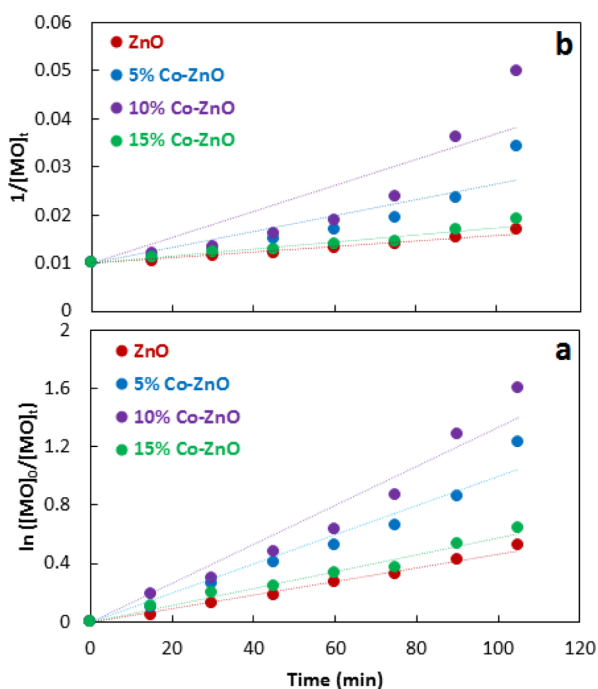 0.06
b
ZnO
0.05
5% Co-ZnO
10% Co-ZnO
0.04
15% Co-ZnO
1/[MO]t
0.03
0.02
0.01
0
2
a
ZnO
1.6
5% Co-ZnO
10% Co-ZnO
15% Co-ZnO
1.2
ln ([MO]0/[MO]t)
0.8
0.4
0
0 20 40 60 80 100 120
Time (min)